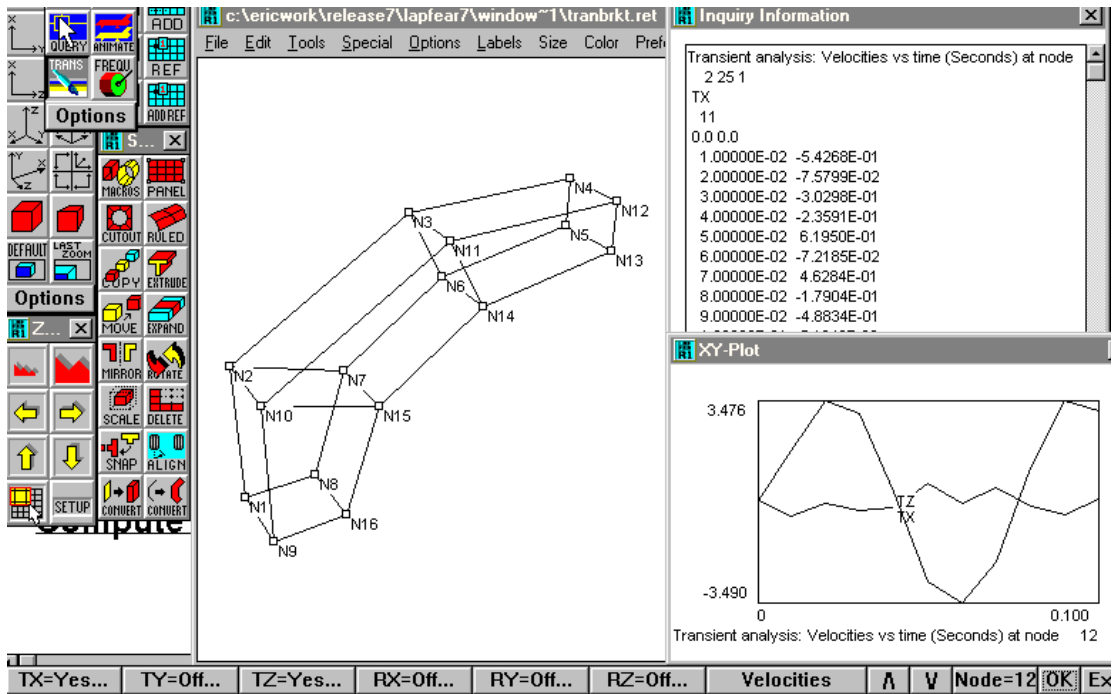 QUERY
ANIMATE
TRANS
FREQU
Options
ADD
REF
ADD REF
S...
MACROS
PANEL
CUTOUT
RULED
COPY
EXTRUDE
MOVE
EXPAND
MIRROR
ROTATE
SCALE
DELETE
SNAP
ALIGN
CONVERT
CONVERT
DEFAULT
LAST ZOOM
Options
Z...
SETUP
Compute
c:\ericwork\release7\lapfear7\window~1\tranbrkt.ret
File Edit Tools Special Options Labels Size Color Pref
N4
N3
N12
N11
N5
N13
N6
N14
N2
N7
N10
N15
N8
N1
N16
N9
Inquiry Information
Transient analysis: Velocities vs time (Seconds) at node
2 25 1
TX
11
0.0 0.0
1.00000E-02 -5.4268E-01
2.00000E-02 -7.5799E-02
3.00000E-02 -3.0298E-01
4.00000E-02 -2.3591E-01
5.00000E-02 6.1950E-01
6.00000E-02 -7.2185E-02
7.00000E-02 4.6284E-01
8.00000E-02 -1.7904E-01
9.00000E-02 -4.8834E-01
XY-Plot
3.476
TZ
TX
-3.490
0 0.100
Transient analysis: Velocities vs time (Seconds) at node 12
TX=Yes... TY=Off... TZ=Yes... RX=Off... RY=Off... RZ=Off... Velocities Λ V Node=12 OK Ex